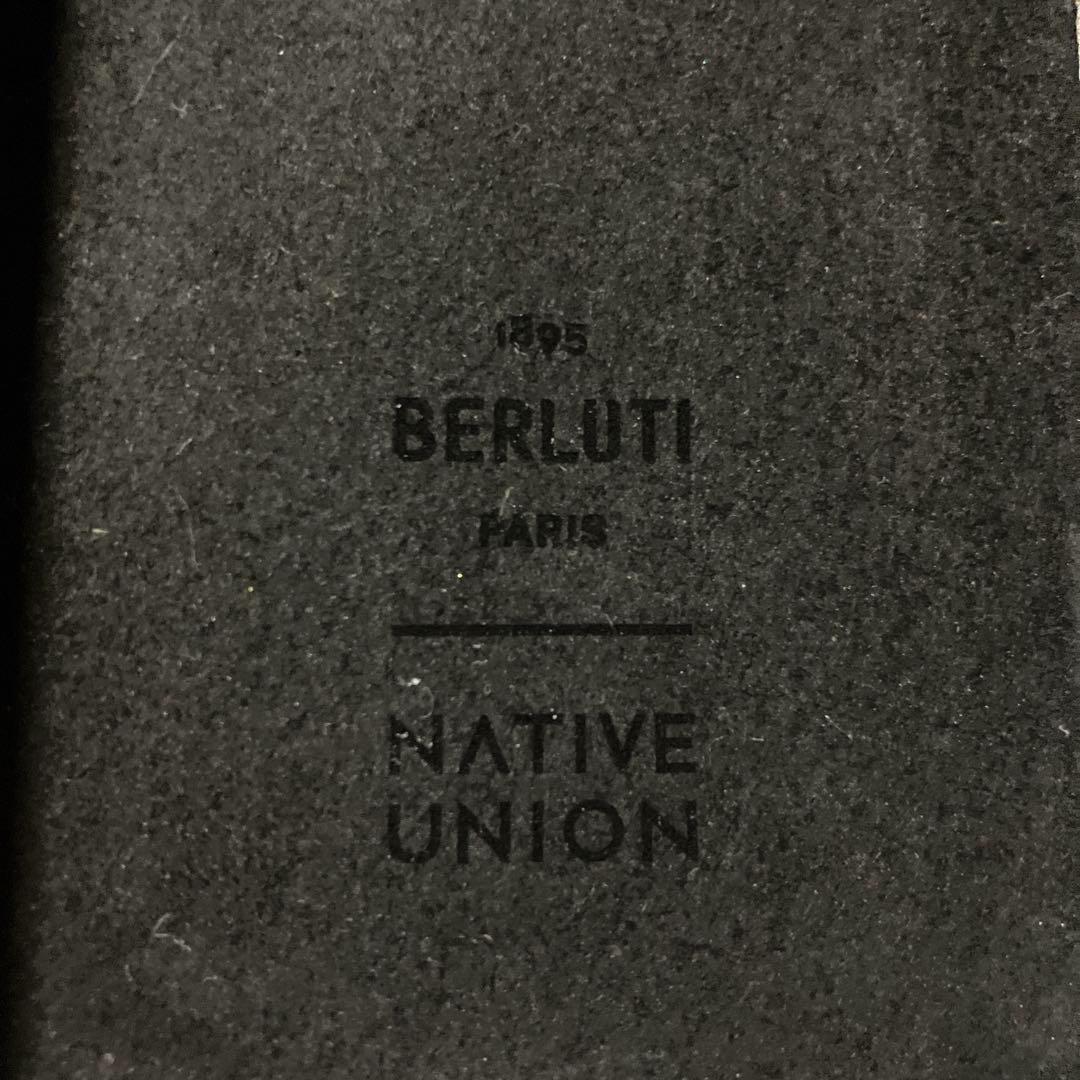 1895
BERLUTI
PARIS
NATIVE
UNION